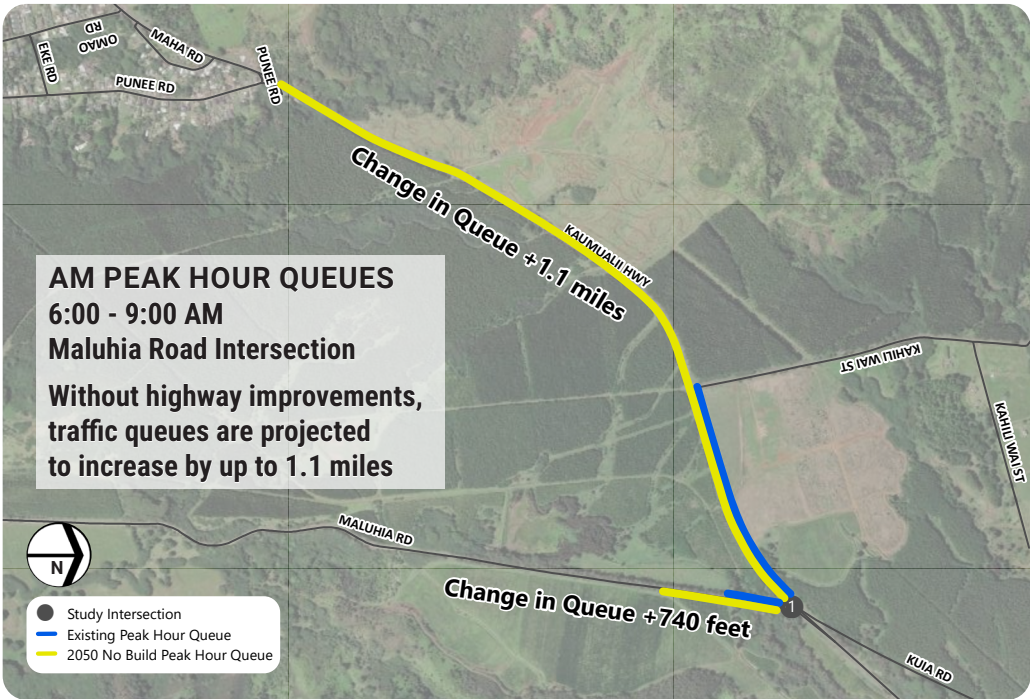 OMAO
RD
EKE RD
MAHA RD
PUNEE RD
PUNEE RD
Change in Queue +1.1 miles
KAUMUALII HWY
AM PEAK HOUR QUEUES
6:00 - 9:00 AM
Maluhia Road Intersection
Without highway improvements,
traffic queues are projected
to increase by up to 1.1 miles
KAHILI WAI ST
KAHILI WAI ST
MALUHIA RD
Change in Queue +740 feet
1
KUIA RD
N
Study Intersection
Existing Peak Hour Queue
2050 No Build Peak Hour Queue